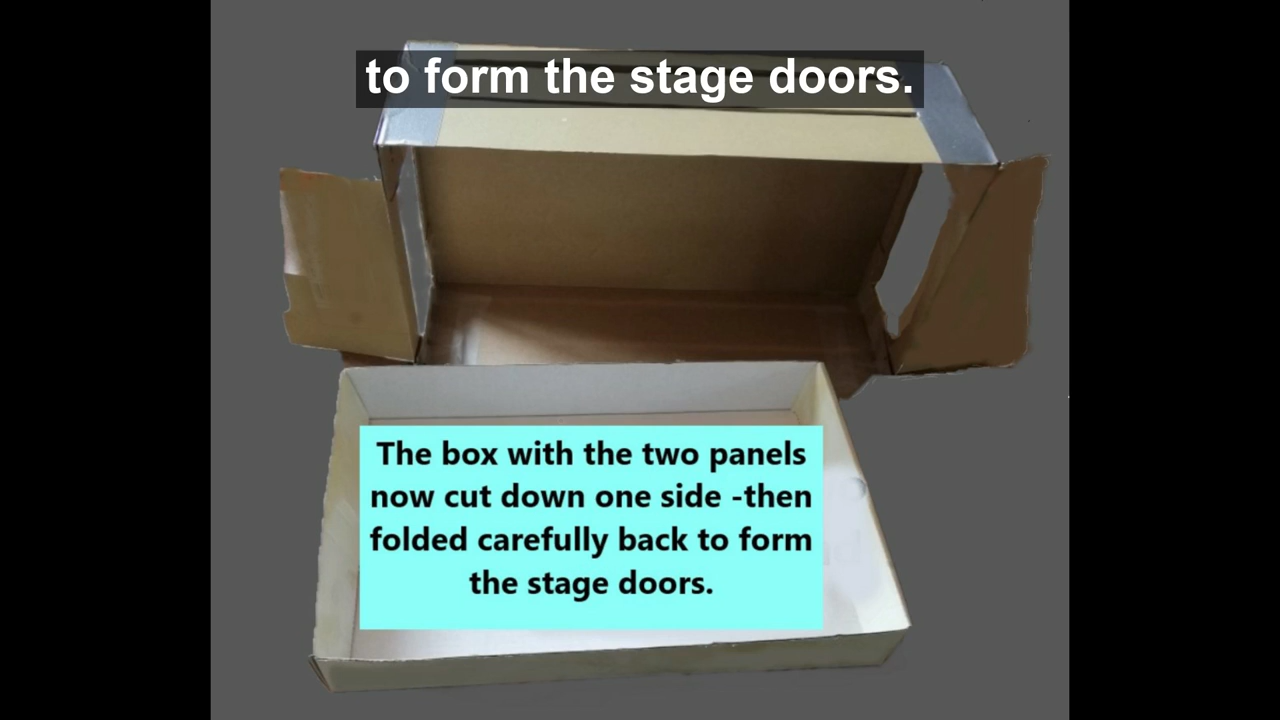 to form the stage doors.
The box with the two panels
now cut down one side -then
folded carefully back to form
the stage doors.